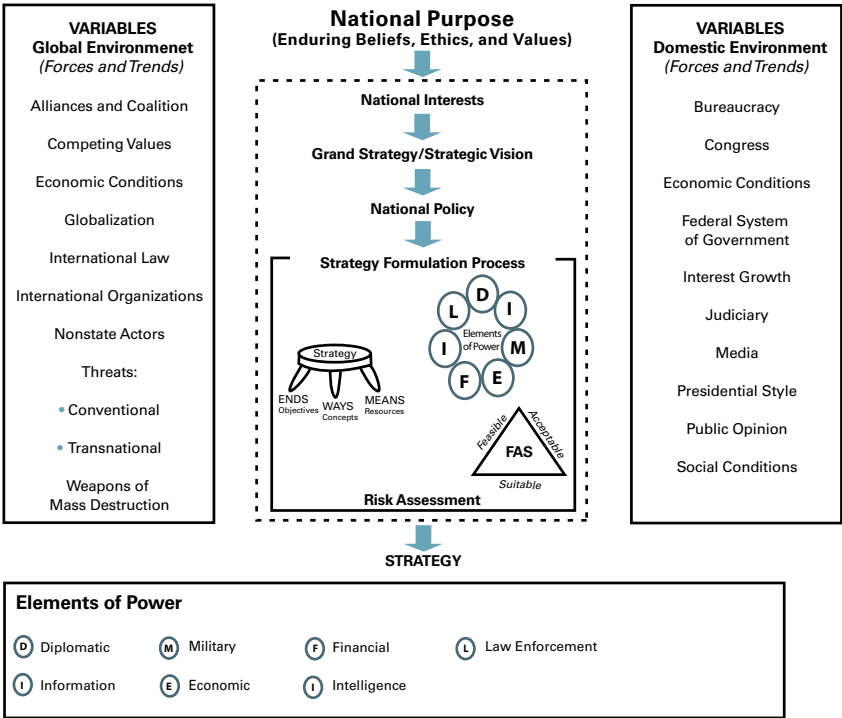 VARIABLES
Global Environmenet
(Forces and Trends)
Alliances and Coalition
Competing Values
Economic Conditions
Globalization
International Law
International Organizations
Nonstate Actors
Threats:
• Conventional
• Transnational
Weapons of
Mass Destruction
National Purpose
(Enduring Beliefs, Ethics, and Values)
National Interests
Grand Strategy/Strategic Vision
National Policy
Strategy Formulation Process
Strategy
ENDS
Objectives
WAYS
Concepts
MEANS
Resources
D
I
M
E
F
I
L
Elements
of Power
Feasible
Acceptable
FAS
Suitable
Risk Assessment
STRATEGY
VARIABLES
Domestic Environment
(Forces and Trends)
Bureaucracy
Congress
Economic Conditions
Federal System
of Government
Interest Growth
Judiciary
Media
Presidential Style
Public Opinion
Social Conditions
Elements of Power
D Diplomatic
M Military
F Financial
L Law Enforcement
I Information
E Economic
I Intelligence